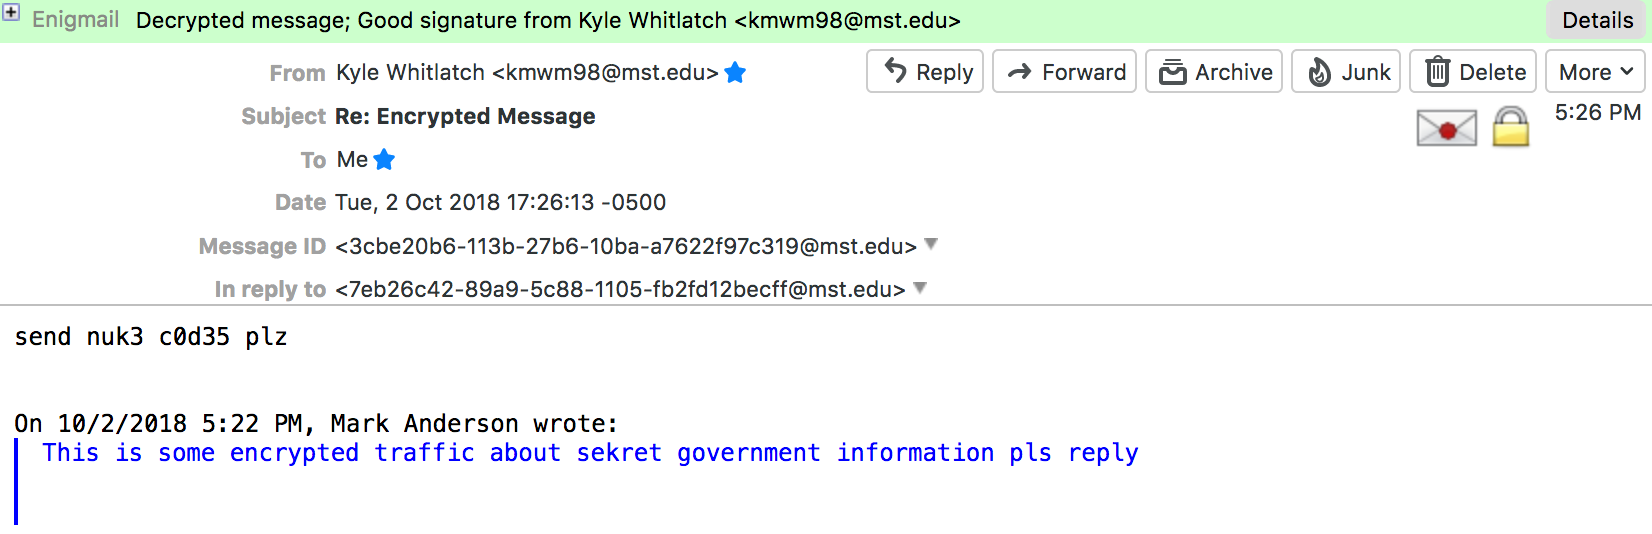 Enigmail Decrypted message; Good signature from Kyle Whitlatch <kmwm98@mst.edu> Details
From Kyle Whitlatch <kmwm98@mst.edu> Reply Forward Archive Junk Delete More
Subject Re: Encrypted Message 5:26 PM
To Me
Date Tue, 2 Oct 2018 17:26:13 -0500
Message ID <3cbe20b6-113b-27b6-10ba-a7622f97c319@mst.edu>
In reply to <7eb26c42-89a9-5c88-1105-fb2fd12becff@mst.edu>
send nuk3 c0d35 plz
On 10/2/2018 5:22 PM, Mark Anderson wrote:
This is some encrypted traffic about sekret government information pls reply